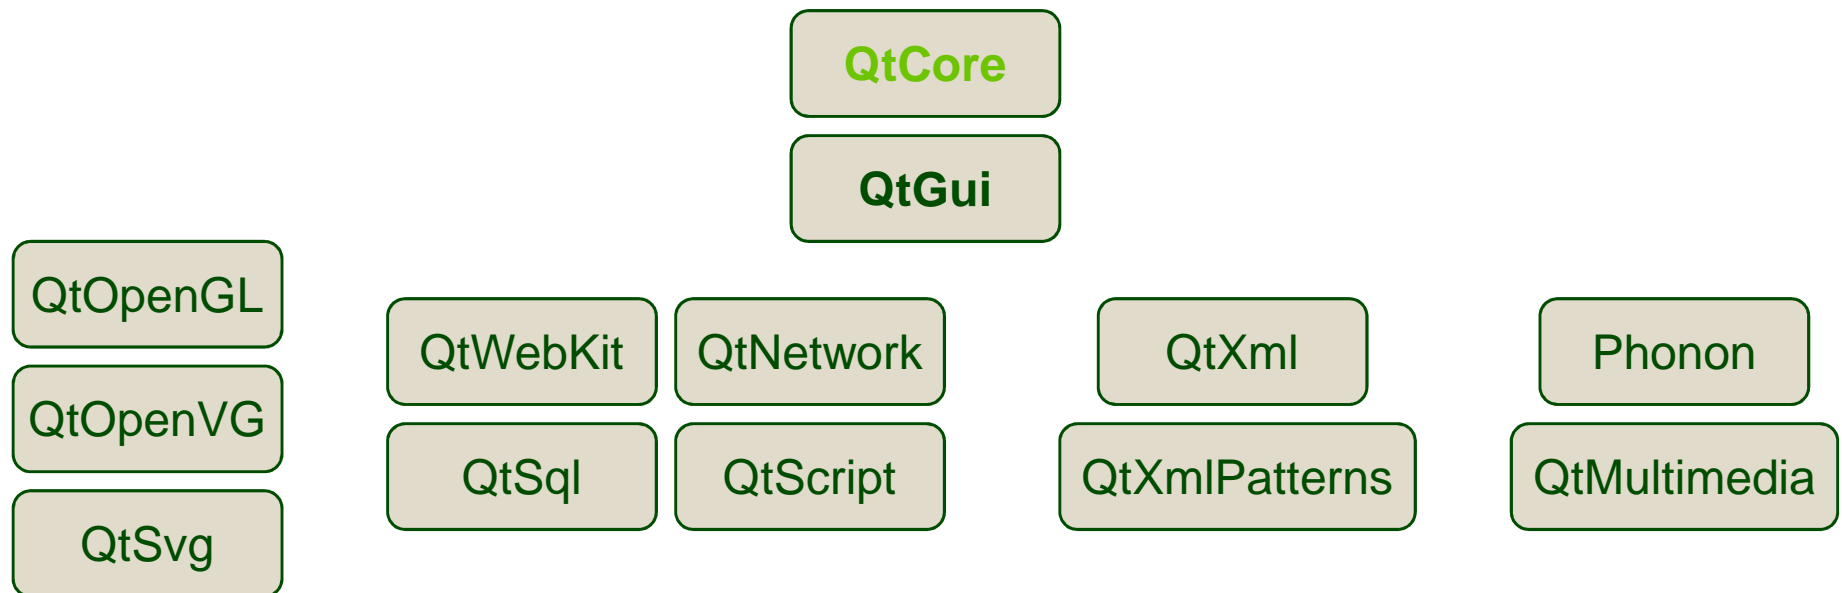 QtCore
QtGui
QtOpenGL
QtOpenVG
QtSvg
QtWebKit
QtNetwork
QtSql
QtScript
QtXml
QtXmlPatterns
Phonon
QtMultimedia